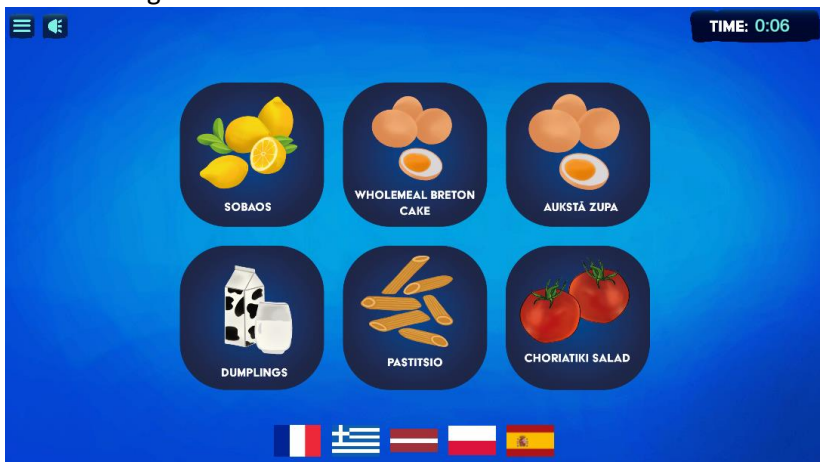 TIME: 0:06
SOBAOS
WHOLEMEAL BRETON
CAKE
AUKSTĀ ZUPA
DUMPLINGS
PASTITSIO
CHORIATIKI SALAD